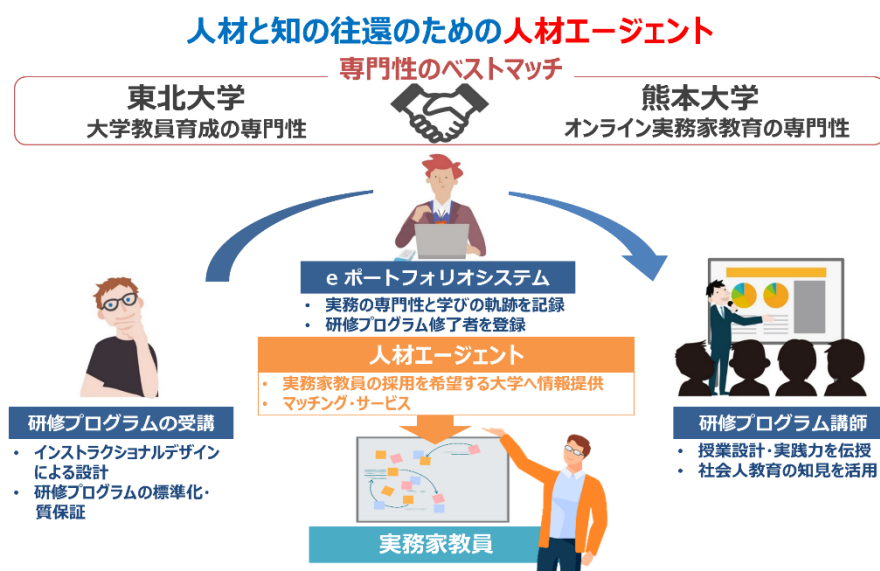 人材と知の往還のための人材エージェント
専門性のベストマッチ
東北大学
大学教員育成の専門性
熊本大学
オンライン実務家教育の専門性
e ポートフォリオシステム
・ 実務の専門性と学びの軌跡を記録
・ 研修プログラム修了者を登録
人材エージェント
・ 実務家教員の採用を希望する大学へ情報提供
・ マッチング・サービス
研修プログラムの受講
・ インストラクショナルデザイン
による設計
・ 研修プログラムの標準化・
質保証
研修プログラム講師
・ 授業設計・実践力を伝授
・ 社会人教育の知見を活用
実務家教員